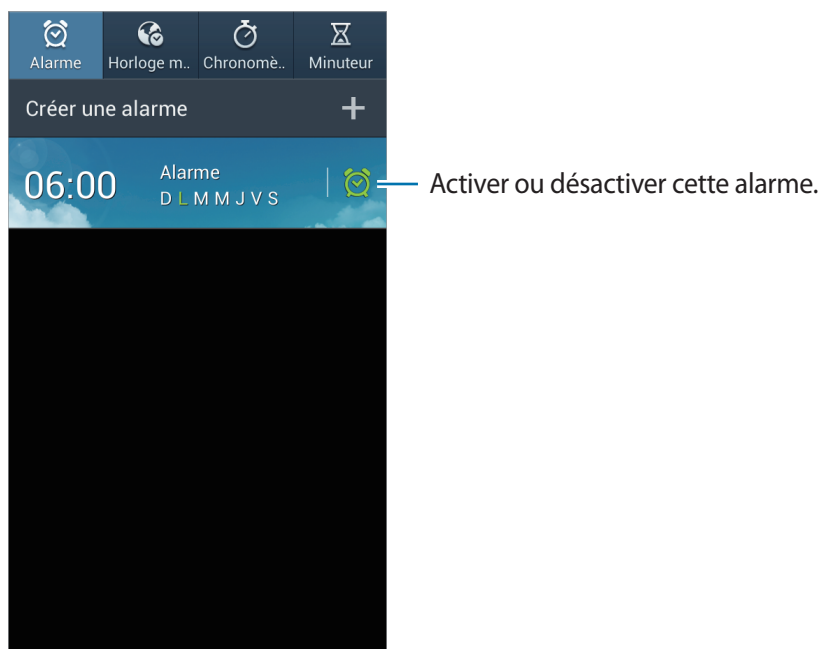 Alarme
Horloge m..
Chronomè..
Minuteur
Créer une alarme
06:00
Alarme
D L M M J V S
Activer ou désactiver cette alarme.